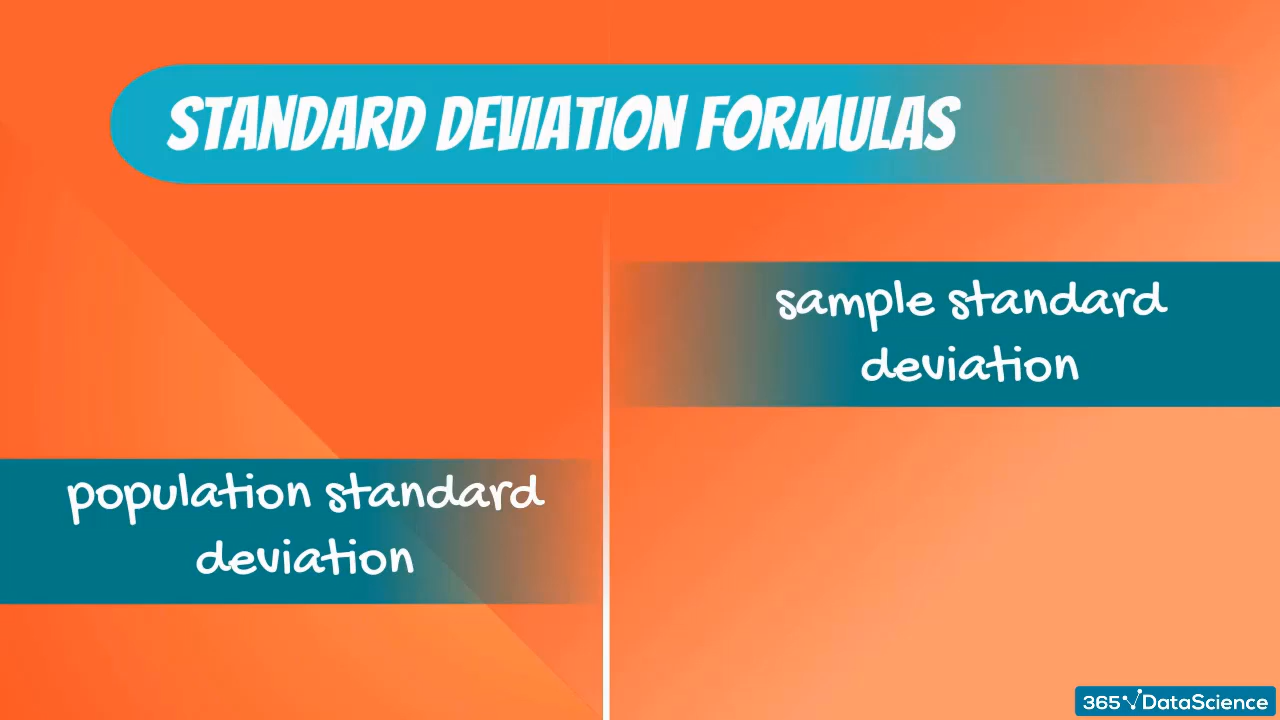 STANDARD DEVIATION FORMULAS
sample standard
deviation
population standard
deviation
365 DataScience